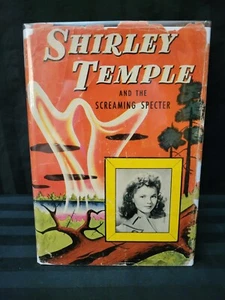 SHIRLEY
TEMPLE
AND THE
SCREAMING SPECTER